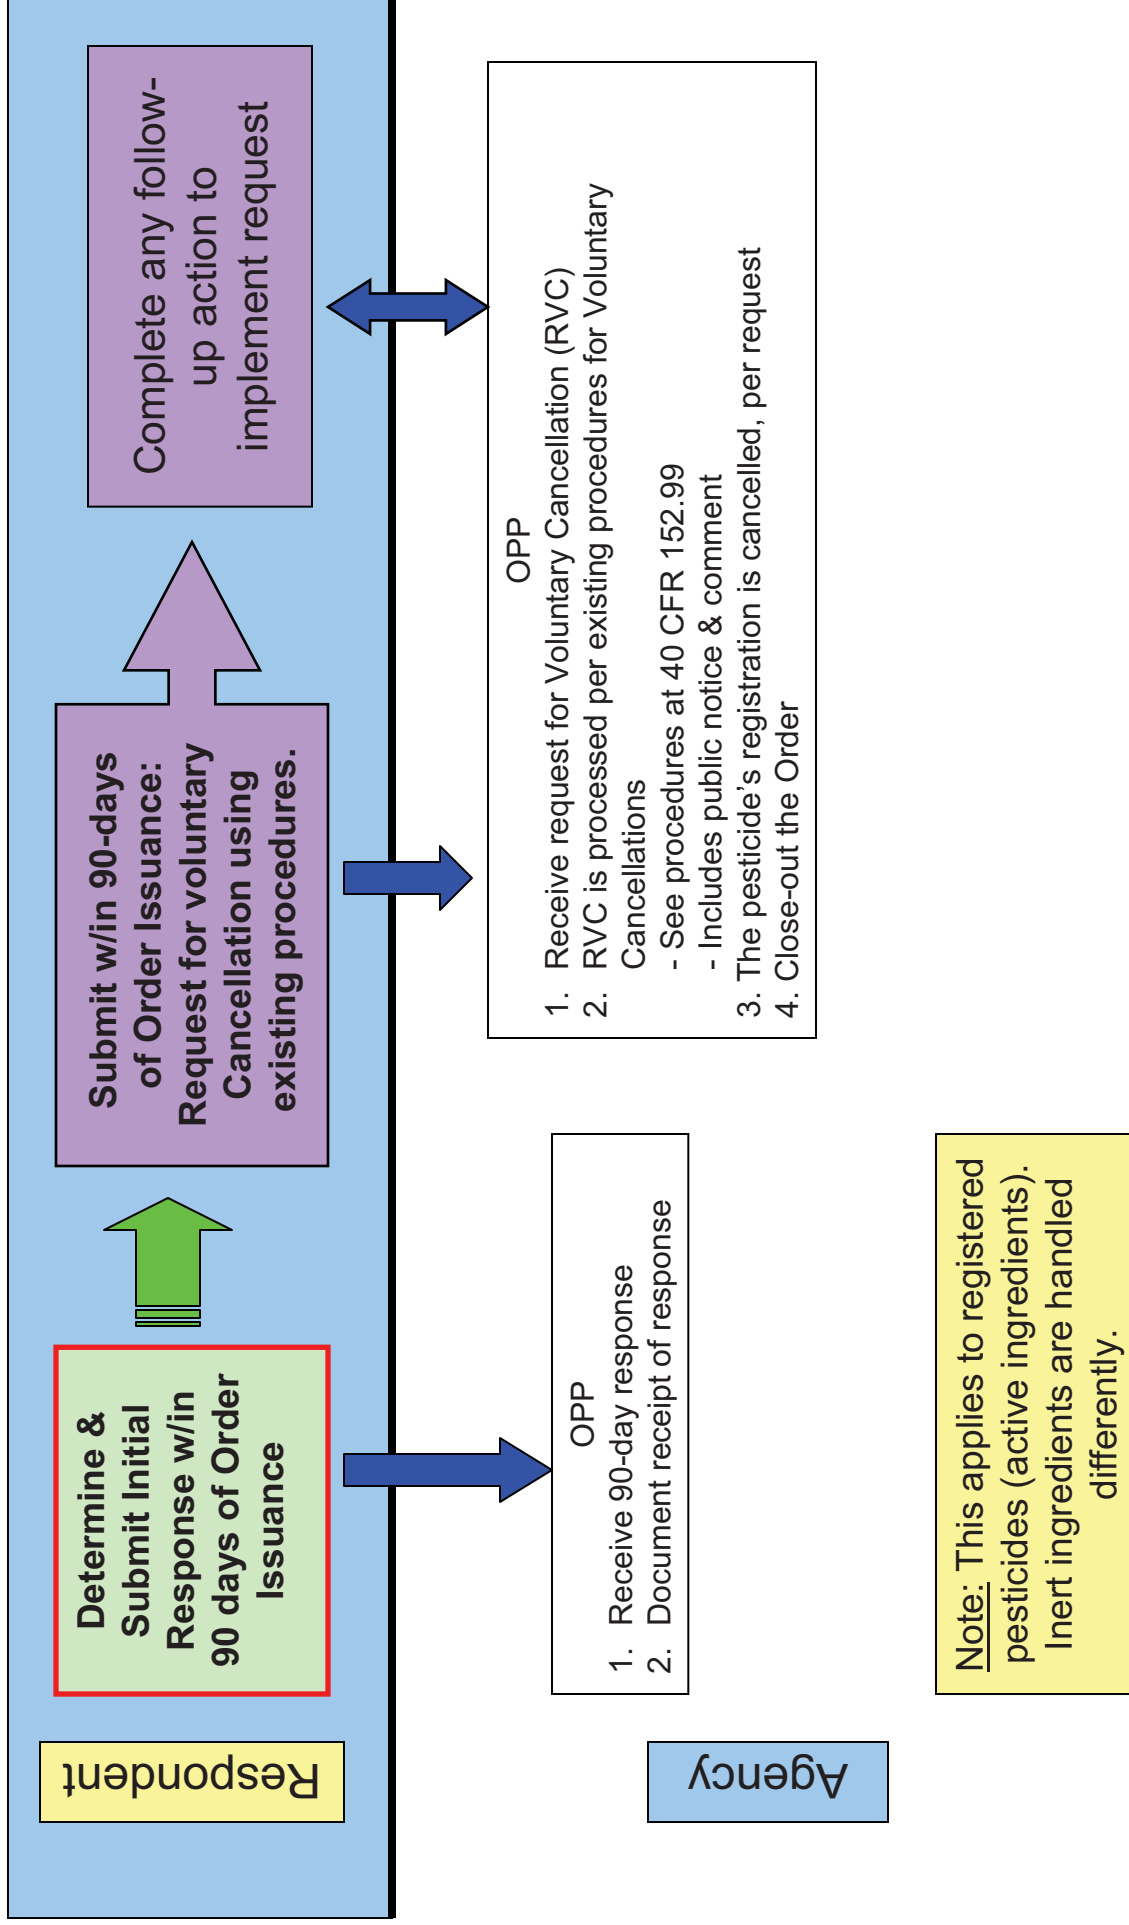 Respondent
Determine &
Submit Initial
Response w/in
90 days of Order
Issuance
Submit w/in 90-days
of Order Issuance:
Request for voluntary
Cancellation using
existing procedures.
Complete any follow-
up action to
implement request
Agency
OPP
1. Receive 90-day response
2. Document receipt of response
OPP
1. Receive request for Voluntary Cancellation (RVC)
2. RVC is processed per existing procedures for Voluntary
Cancellations
- See procedures at 40 CFR 152.99
- Includes public notice & comment
3. The pesticide’s registration is cancelled, per request
4. Close-out the Order
Note: This applies to registered
pesticides (active ingredients).
Inert ingredients are handled
differently.